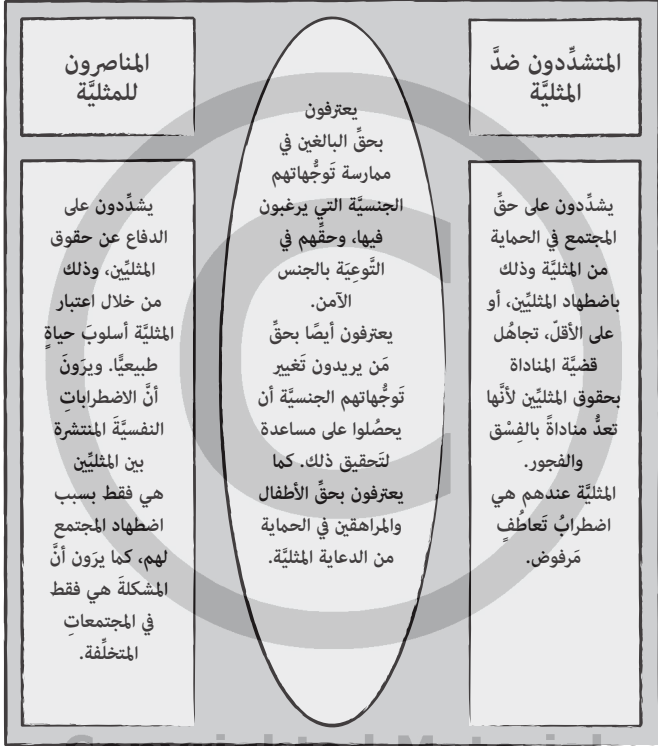 المتشدِّدون ضدَّ
المثليَّة
يشدِّدون على حقِّ
المجتمع في الحماية
من المثليَّة وذلك
باضطهاد المثليِّين، أو
على الأقلّ، تجاهُل
قضيَّة المناداة
بحقوق المثليِّين لأنَّها
تعدُّ مناداةً بالفِسْق
والفجور.
المثليَّة عندهم هي
اضطرابُ تَعاطُفٍ
مَرفوض.
يعترفون
بحقِّ البالغين في
ممارسة تَوجُّهاتهم
الجنسيَّة التي يرغبون
فيها، وحقِّهم في
التَّوعِيَة بالجنس
الآمن.
يعترفون أيضًا بحقِّ
مَن يريدون تَغيير
تَوجُّهاتهم الجنسيَّة أن
يحصُلوا على مساعدة
لتَحقيق ذلك. كما
يعترفون بحقِّ الأطفال
والمراهقين في الحماية
من الدعاية المثليَّة.
المناصرون
للمثليَّة
يشدِّدون على
الدفاع عن حقوق
المثليِّين، وذلك
من خلال اعتبار
المثليَّة أسلوبَ حياةٍ
طبيعيًّا. ويرَونَ
أنَّ الاضطراباتِ
النفسيَّةَ المنتشرة
بين المثليِّين
هي فقط بسبب
اضطهاد المجتمع
لهم، كما يرَون أنَّ
المشكلةَ هي فقط
في المجتمعاتِ
المتخلِّفة.
©
Copyrighted Material